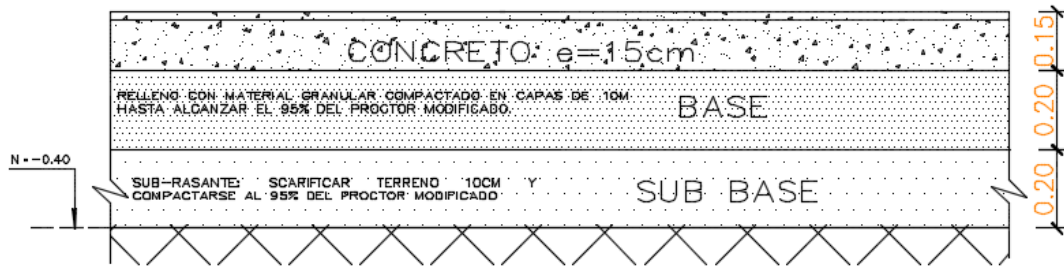 CONCRETO e=15cm
0.15
RELLENO CON MATERIAL GRANULAR COMPACTADO EN CAPAS DE 10M
HASTA ALCANZAR EL 95% DEL PROCTOR MODIFICADO.
BASE
0.20
N=-0.40
SUB-RASANTE: SCARIFICAR TERRENO 10CM Y
COMPACTARSE AL 95% DEL PROCTOR MODIFICADO
SUB BASE
0.20